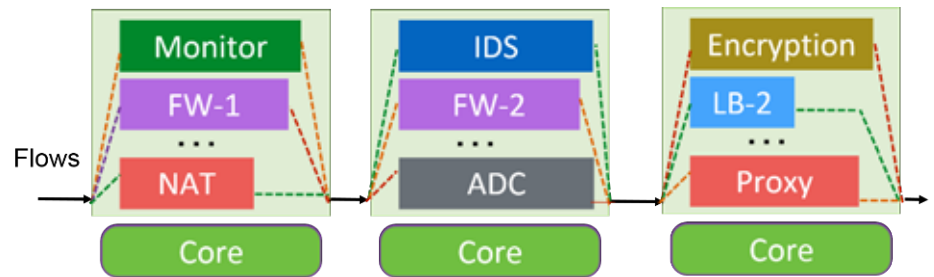 Monitor
FW-1
...
NAT
Core
Flows
IDS
FW-2
...
ADC
Core
Encryption
LB-2
...
Proxy
Core